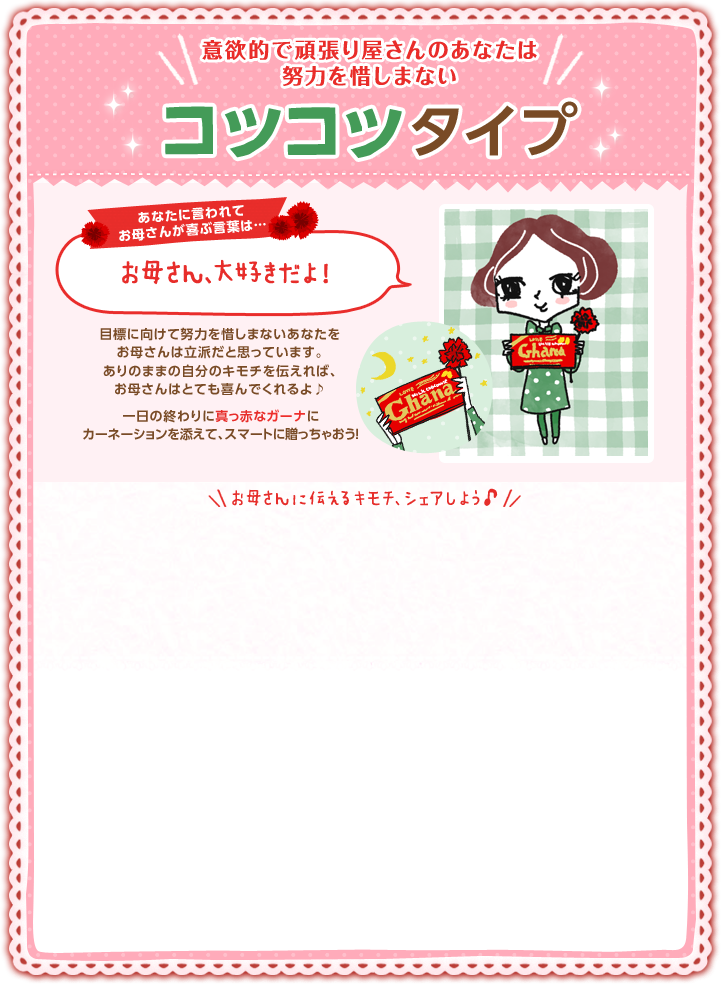 意欲的で頑張り屋さんのあなたは
努力を惜しまない
コツコツタイプ
あなたに言われて
お母さんが喜ぶ言葉は…
お母さん、大好きだよ!
目標に向けて努力を惜しまないあなたを
お母さんは立派だと思っています。
ありのままの自分のキモチを伝えれば、
お母さんはとても喜んでくれるよ♪
一日の終わりに真っ赤なガーナに
カーネーションを添えて、スマートに贈っちゃおう!
LOTTE
Ghana
LOTTE
Ghana
お母さんに伝えるキモチ、シェアしよう♪